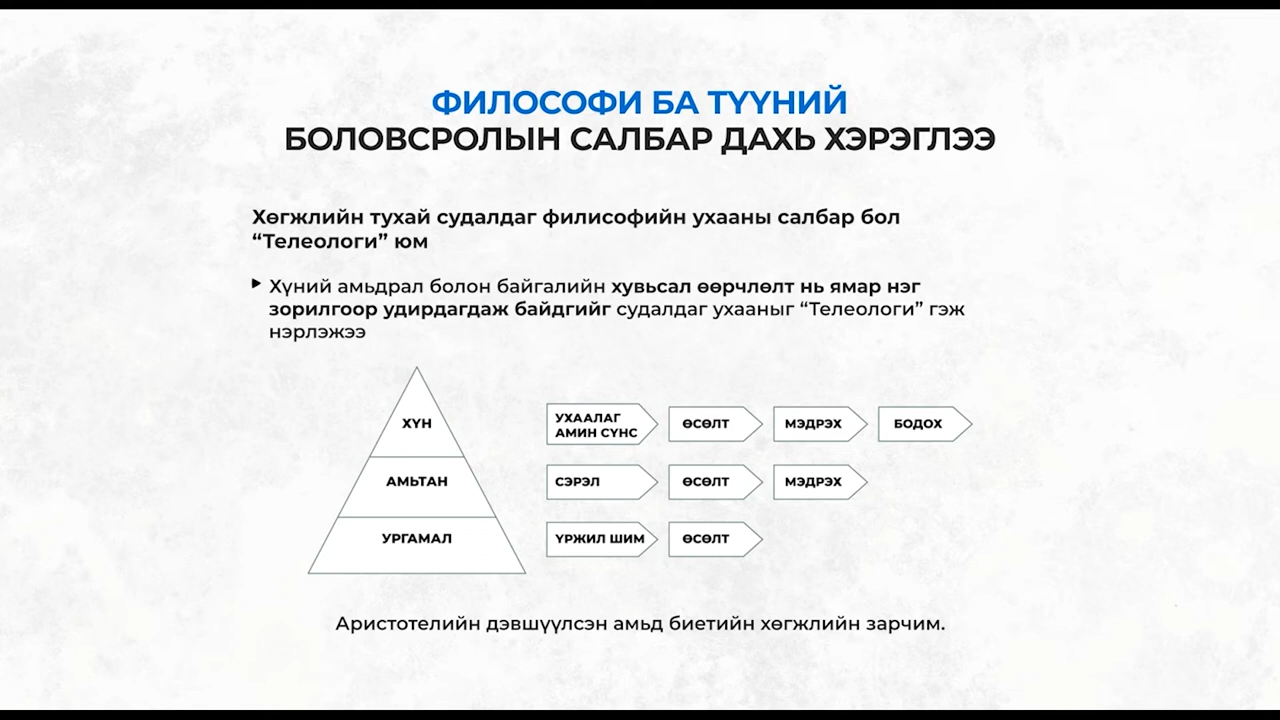 ФИЛОСОФИ БА ТҮҮНИЙ
БОЛОВСРОЛЫН САЛБАР ДАХЬ ХЭРЭГЛЭЭ
Хөгжлийн тухай судалдаг филисофийн ухааны салбар бол
“Телеологи” юм
Хүний амьдрал болон байгалийн хувьсал өөрчлөлт нь ямар нэг
зорилгоор удирдагдаж байдгийг судалдаг ухааныг “Телеологи” гэж
нэрлэжээ
ХҮН
УХААЛАГ
АМИН СҮНС
ӨСӨЛТ
МЭДРЭХ
БОДОХ
АМЬТАН
СЭРЭЛ
ӨСӨЛТ
МЭДРЭХ
УРГАМАЛ
ҮРЖИЛ ШИМ
ӨСӨЛТ
Аристотелийн дэвшүүлсэн амьд биетийн хөгжлийн зарчим.